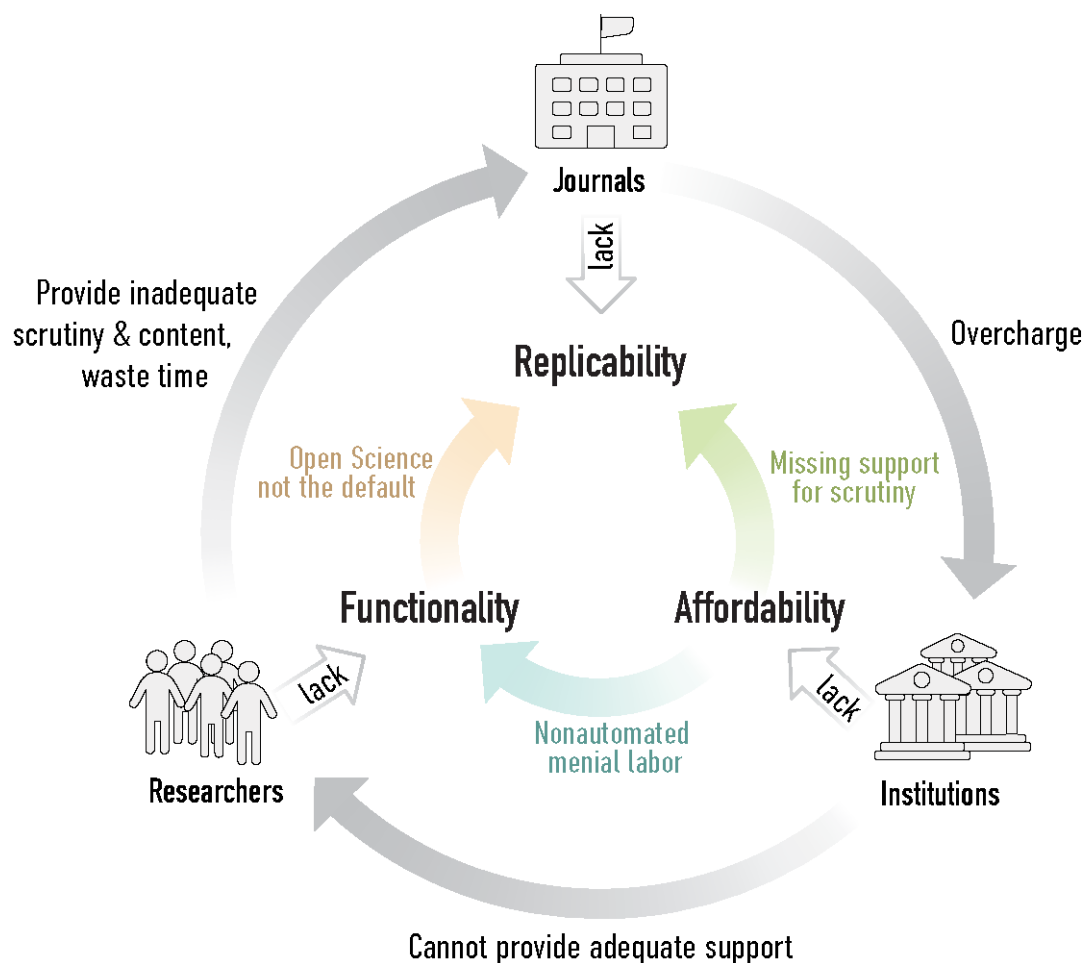 Journals
lack
Provide inadequate
scrutiny & content,
waste time
Overcharge
Replicability
Open Science
not the default
Missing support
for scrutiny
Functionality
Affordability
lack
lack
Nonautomated
menial labor
Researchers
Institutions
Cannot provide adequate support